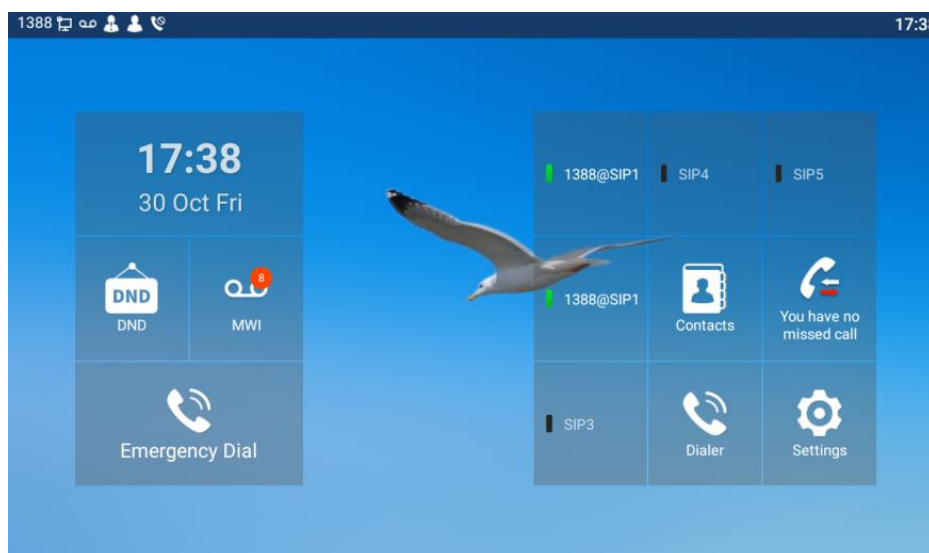 1388
17:38
17:38
30 Oct Fri
DND
DND
8
MWI
Emergency Dial
1388@SIP1
SIP4
SIP5
1388@SIP1
Contacts
You have no
missed call
SIP3
Dialer
Settings